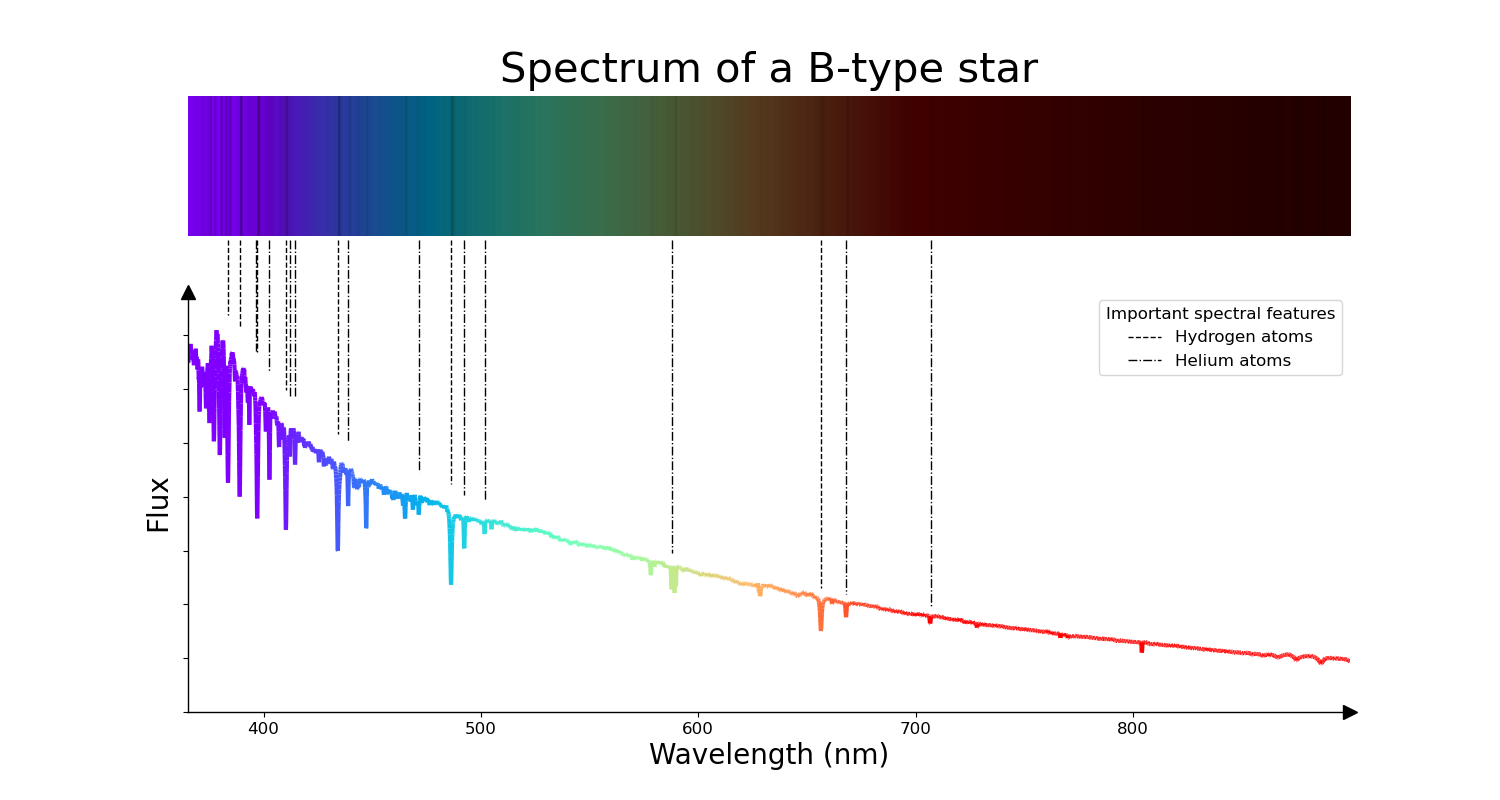 Spectrum of a B-type star
Important spectral features
Hydrogen atoms
Helium atoms
Flux
400 500 600 700 800
Wavelength (nm)